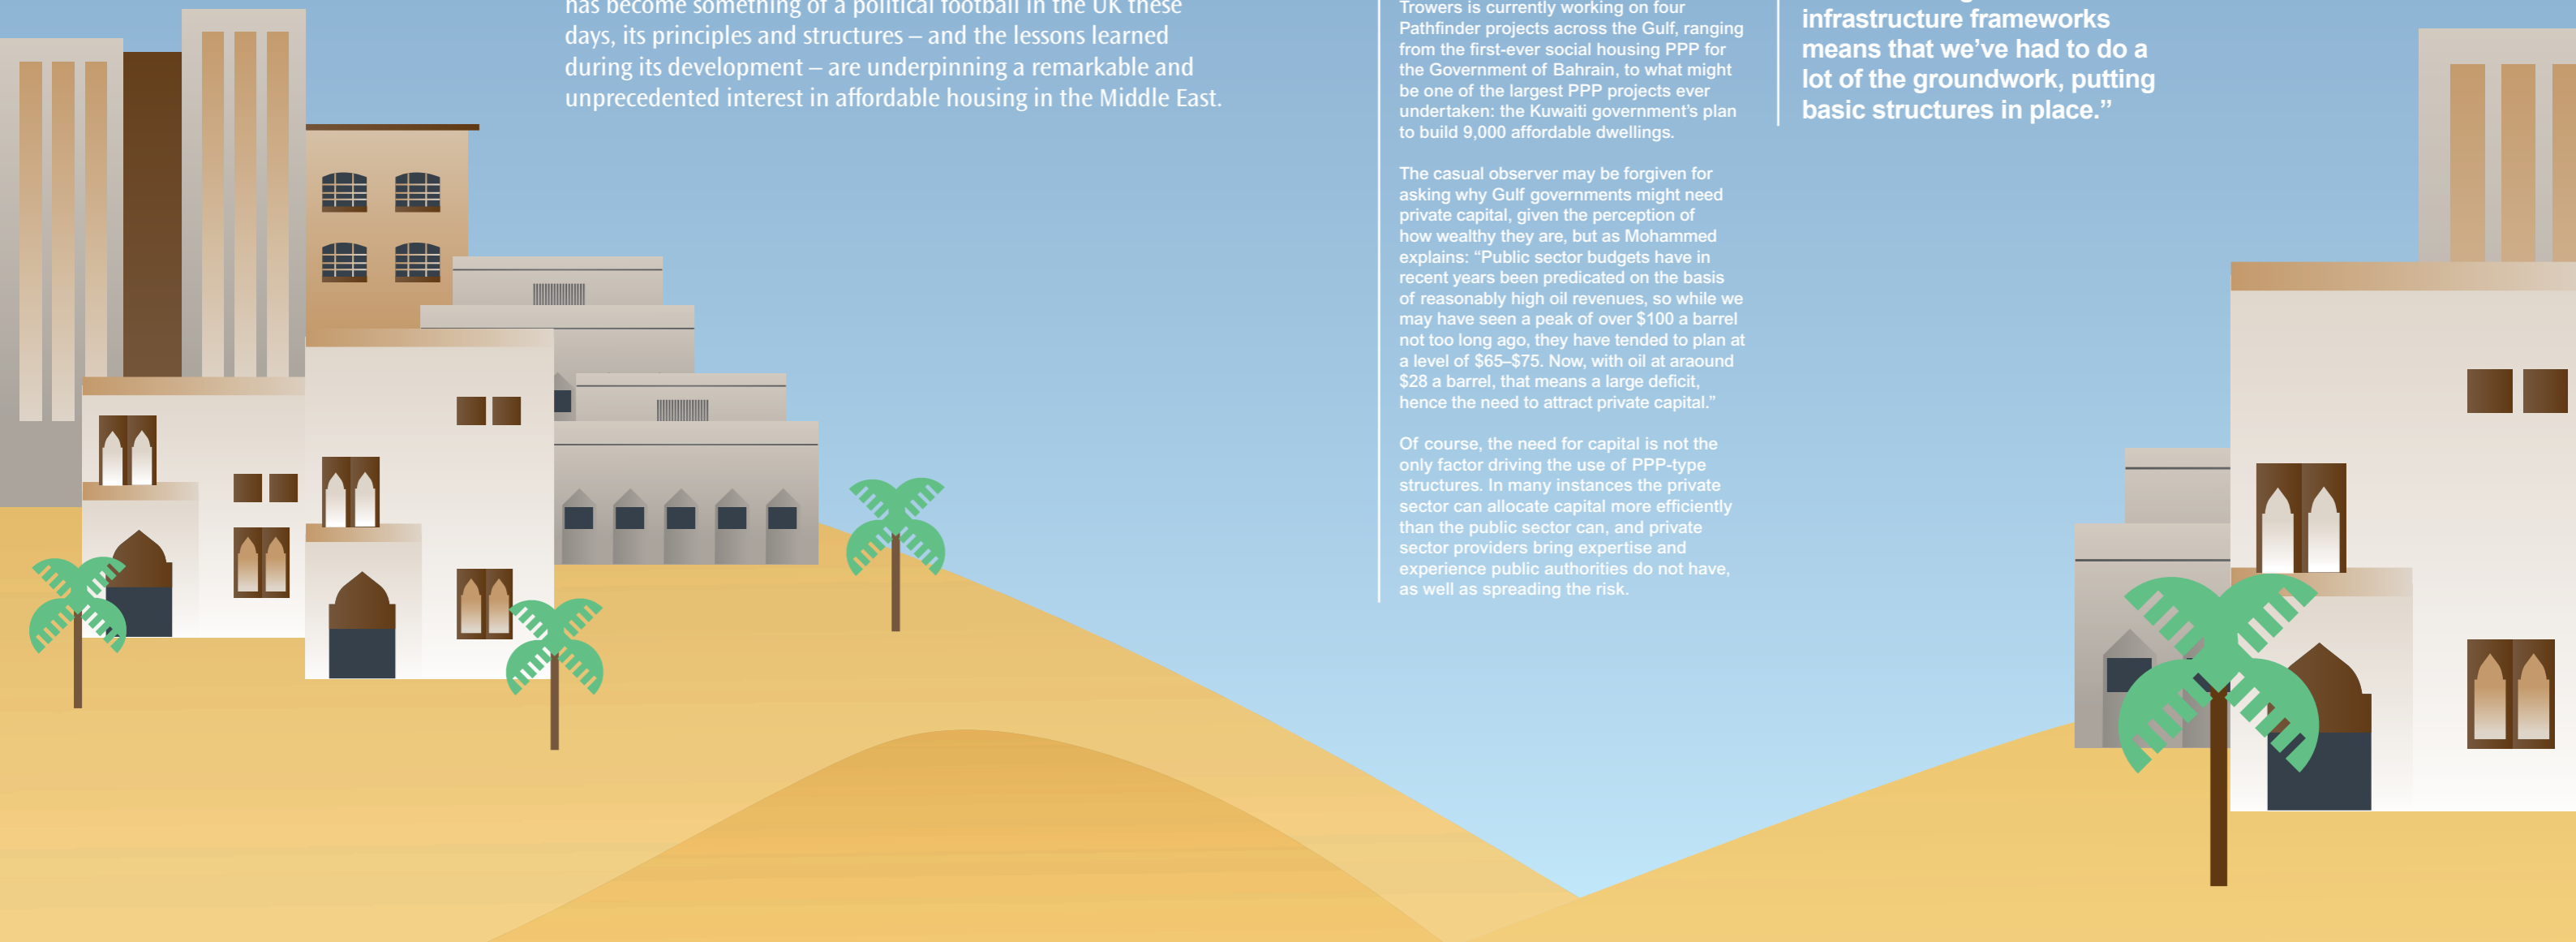 has become something of a political football in the UK these
days, its principles and structures – and the lessons learned
during its development – are underpinning a remarkable and
unprecedented interest in affordable housing in the Middle East.
Trowers is currently working on four
Pathfinder projects across the Gulf, ranging
from the first-ever social housing PPP for
the Government of Bahrain, to what might
be one of the largest PPP projects ever
undertaken: the Kuwaiti government’s plan
to build 9,000 affordable dwellings.
The casual observer may be forgiven for
asking why Gulf governments might need
private capital, given the perception of
how wealthy they are, but as Mohammed
explains: “Public sector budgets have in
recent years been predicated on the basis
of reasonably high oil revenues, so while we
may have seen a peak of over $100 a barrel
not too long ago, they have tended to plan at
a level of $65–$75. Now, with oil at araound
$28 a barrel, that means a large deficit,
hence the need to attract private capital.”
Of course, the need for capital is not the
only factor driving the use of PPP-type
structures. In many instances the private
sector can allocate capital more efficiently
than the public sector can, and private
sector providers bring expertise and
experience public authorities do not have,
as well as spreading the risk.
infrastructure frameworks
means that we’ve had to do a
lot of the groundwork, putting
basic structures in place.”